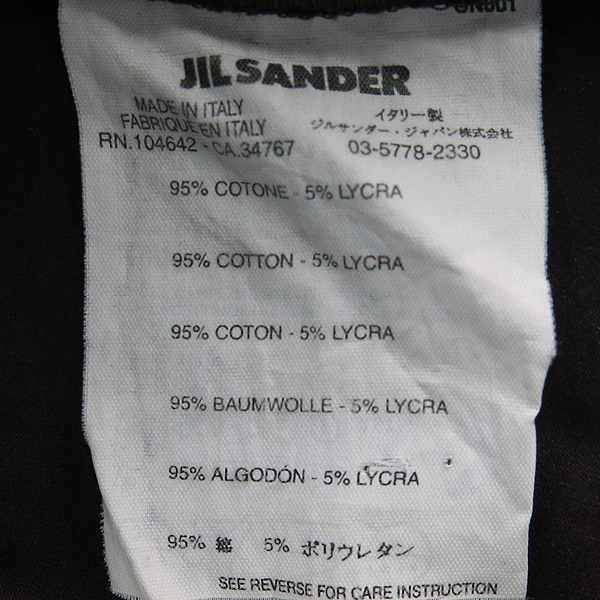 JIL SANDER
MADE IN ITALY
FABRIQUE EN ITALY
RN.104642 - CA.34767
イタリー製
ジルサンダー・ジャパン株式会社
03-5778-2330
95% COTONE - 5% LYCRA
95% COTTON - 5% LYCRA
95% COTON - 5% LYCRA
95% BAUMWOLLE - 5% LYCRA
95% ALGODÓN - 5% LYCRA
95% 綿 5% ポリウレタン
SEE REVERSE FOR CARE INSTRUCTION